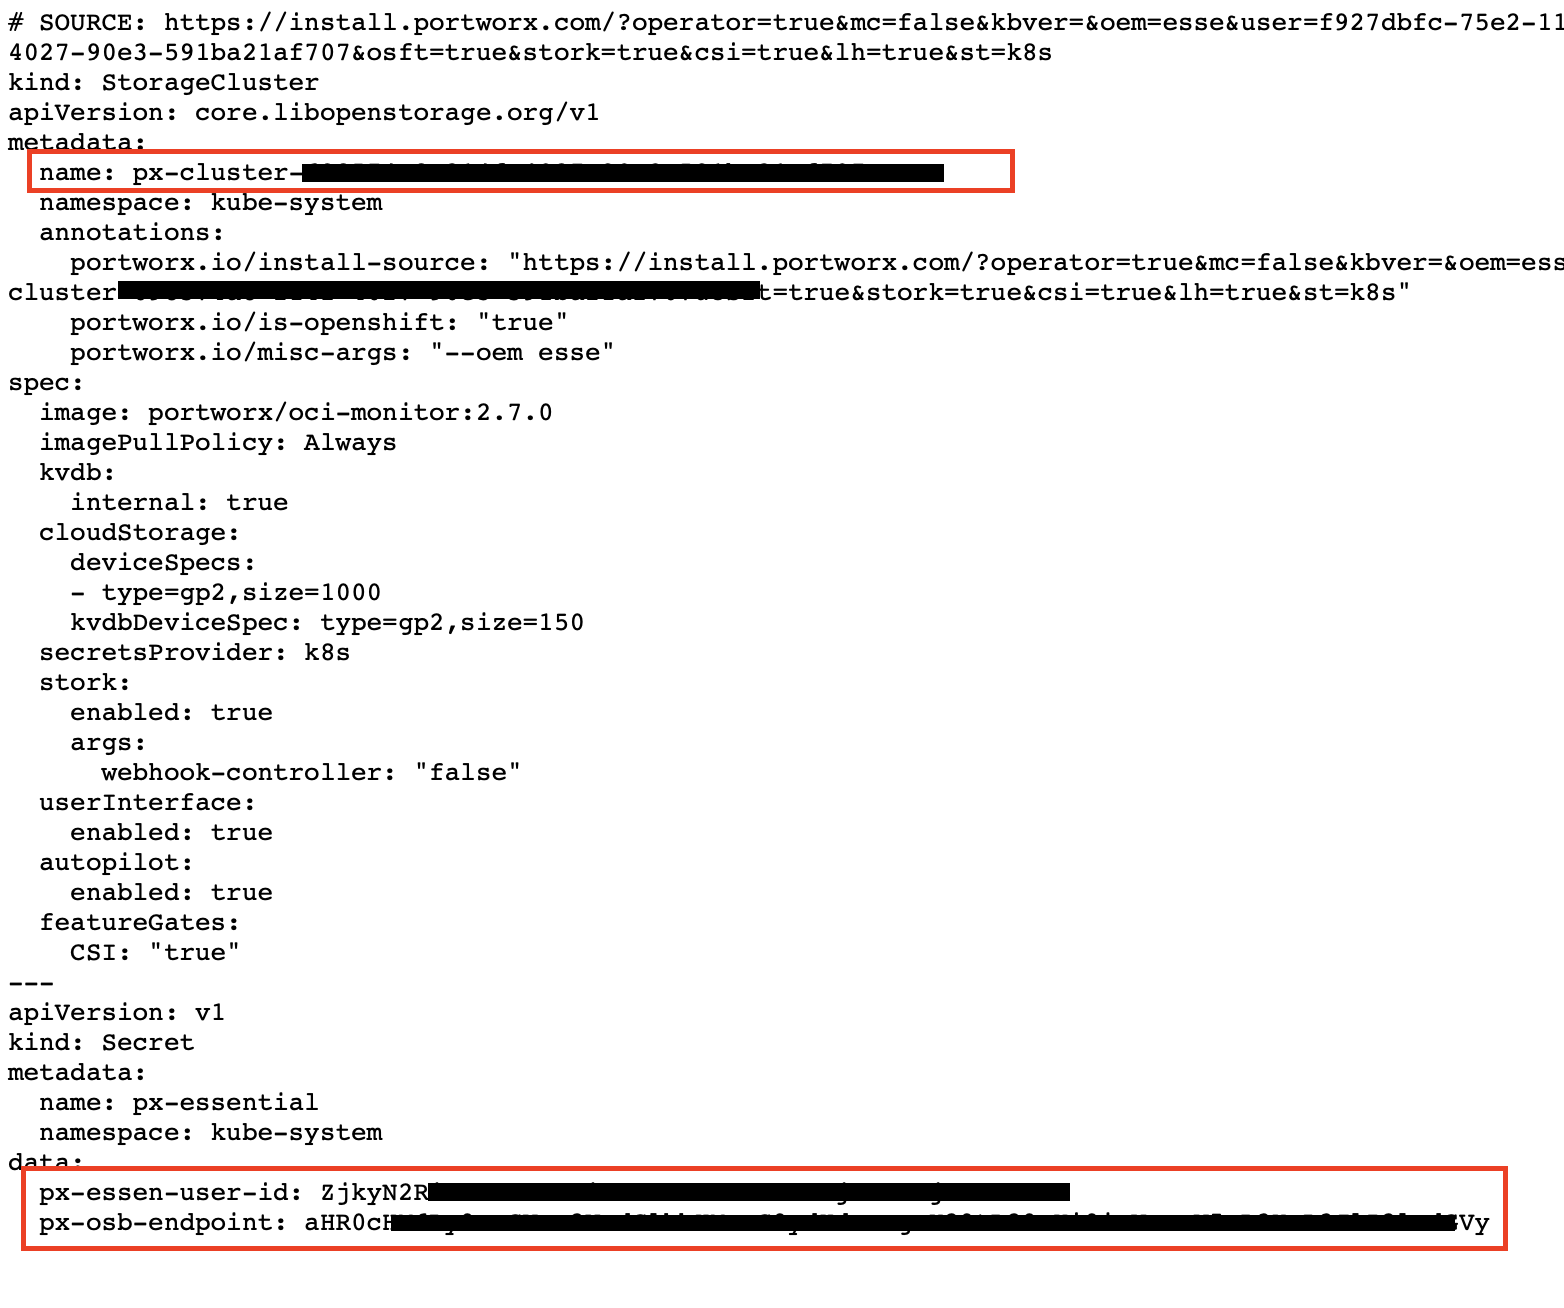 # SOURCE: https://install.portworx.com/?operator=true&mc=false&kbver=&oem=esse&user=f927dbfc-75e2-11
4027-90e3-591ba21af707&osft=true&stork=true&csi=true&lh=true&st=k8s
kind: StorageCluster
apiVersion: core.libopenstorage.org/v1
metadata:
name: px-cluster-
namespace: kube-system
annotations:
portworx.io/install-source: "https://install.portworx.com/?operator=true&mc=false&kbver=&oem=ess
cluster t=true&stork=true&csi=true&lh=true&st=k8s"
portworx.io/is-openshift: "true"
portworx.io/misc-args: "--oem esse"
spec:
image: portworx/oci-monitor:2.7.0
imagePullPolicy: Always
kvdb:
internal: true
cloudStorage:
deviceSpecs:
- type=gp2,size=1000
kvdbDeviceSpec: type=gp2,size=150
secretsProvider: k8s
stork:
enabled: true
args:
webhook-controller: "false"
userInterface:
enabled: true
autopilot:
enabled: true
featureGates:
CSI: "true"
---
apiVersion: v1
kind: Secret
metadata:
name: px-essential
namespace: kube-system
data:
px-essen-user-id: ZjkyN2R
px-osb-endpoint: aHR0cH GVy